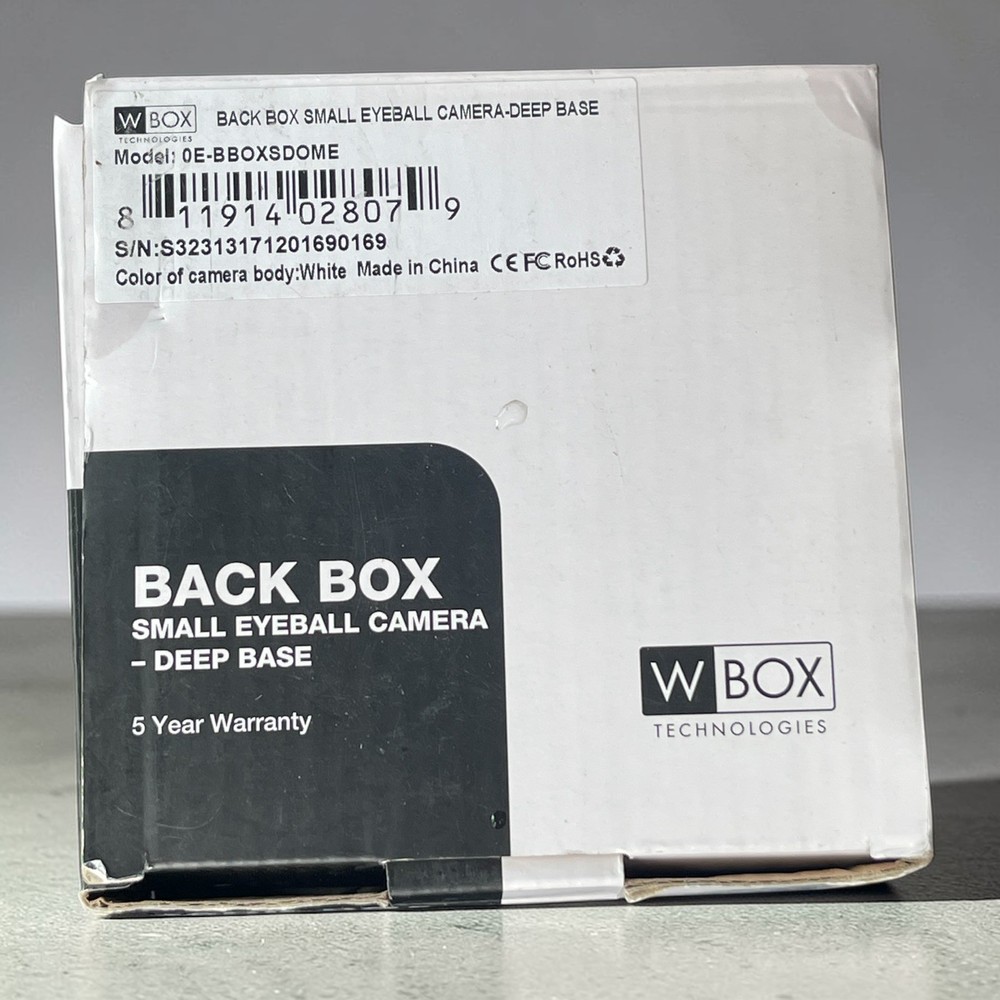 W BOX BACK BOX SMALL EYEBALL CAMERA-DEEP BASE
TECHNOLOGIES
Model: 0E-BBOXSDOME
8 11914 02807 9
S/N:S32313171201690169
Color of camera body:White Made in China CE FC RoHS
BACK BOX
SMALL EYEBALL CAMERA
– DEEP BASE
5 Year Warranty
W BOX
TECHNOLOGIES